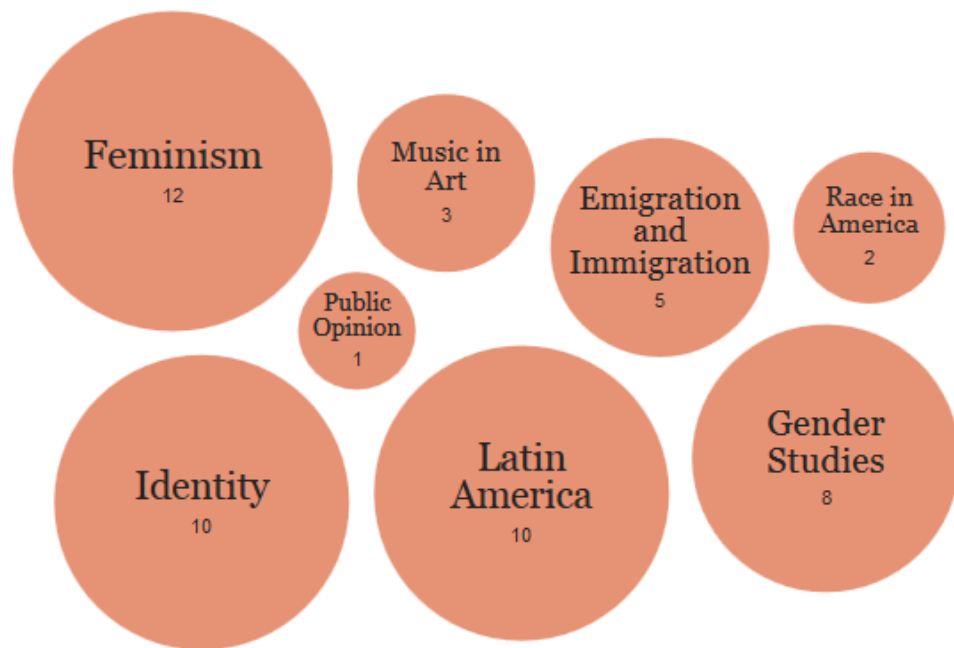 Feminism
12
Music in
Art
3
Emigration
and
Immigration
5
Race in
America
2
Public
Opinion
1
Identity
10
Latin
America
10
Gender
Studies
8